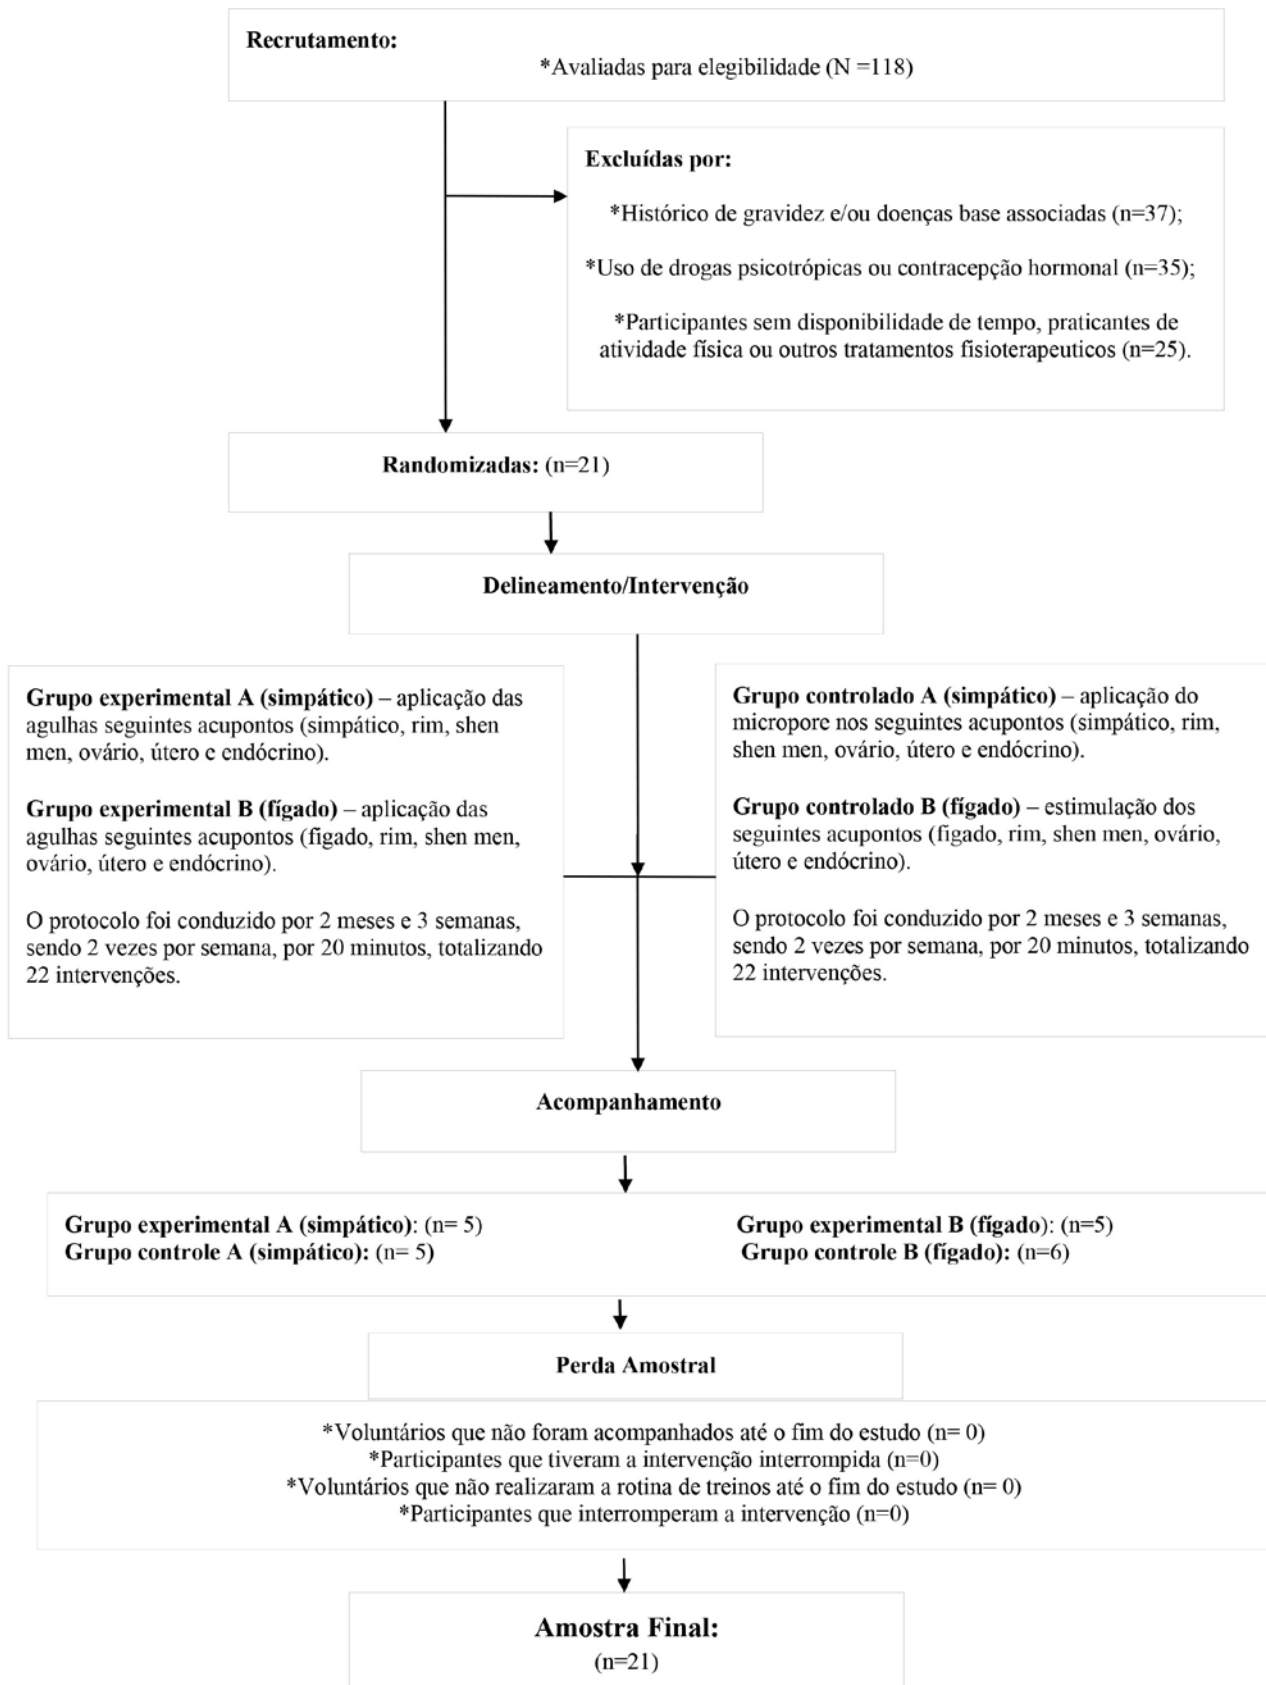 Recrutamento:
*Avaliadas para elegibilidade (N =118)
Excluídas por:
*Histórico de gravidez e/ou doenças base associadas (n=37);
*Uso de drogas psicotrópicas ou contracepção hormonal (n=35);
*Participantes sem disponibilidade de tempo, praticantes de
atividade física ou outros tratamentos fisioterapeuticos (n=25).
Randomizadas: (n=21)
Delineamento/Intervenção
Grupo experimental A (simpático) – aplicação das
agulhas seguintes acupontos (simpático, rim, shen
men, ovário, útero e endócrino).
Grupo experimental B (fígado) – aplicação das
agulhas seguintes acupontos (figado, rim, shen men,
ovário, útero e endócrino).
O protocolo foi conduzido por 2 meses e 3 semanas,
sendo 2 vezes por semana, por 20 minutos, totalizando
22 intervenções.
Grupo controlado A (simpático) – aplicação do
micropore nos seguintes acupontos (simpático, rim,
shen men, ovário, útero e endócrino).
Grupo controlado B (fígado) – estimulação dos
seguintes acupontos (figado, rim, shen men, ovário,
útero e endócrino).
O protocolo foi conduzido por 2 meses e 3 semanas,
sendo 2 vezes por semana, por 20 minutos, totalizando
22 intervenções.
Acompanhamento
Grupo experimental A (simpático): (n= 5)
Grupo controle A (simpático): (n= 5)
Grupo experimental B (fígado): (n=5)
Grupo controle B (fígado): (n=6)
Perda Amostral
*Voluntários que não foram acompanhados até o fim do estudo (n= 0)
*Participantes que tiveram a intervenção interrompida (n=0)
*Voluntários que não realizaram a rotina de treinos até o fim do estudo (n= 0)
*Participantes que interromperam a intervenção (n=0)
Amostra Final:
(n=21)